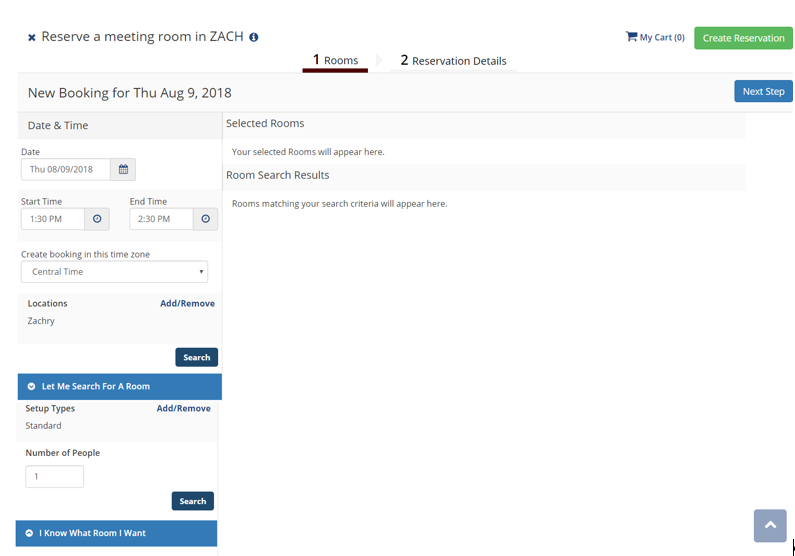 Reserve a meeting room in ZACH
My Cart (0)
Create Reservation
1 Rooms
2 Reservation Details
New Booking for Thu Aug 9, 2018
Next Step
Date & Time
Date
Thu 08/09/2018
Start Time
End Time
1:30 PM
2:30 PM
Create booking in this time zone
Central Time
Locations
Add/Remove
Zachry
Search
Let Me Search For A Room
Setup Types
Add/Remove
Standard
Number of People
1
Search
I Know What Room I Want
Selected Rooms
Your selected Rooms will appear here.
Room Search Results
Rooms matching your search criteria will appear here.